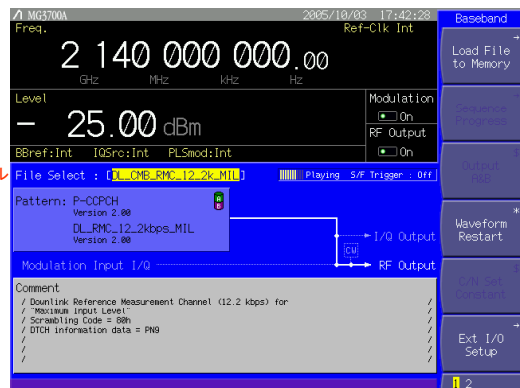 MG3700A 2005/10/03 17:42:28
Freq. Ref-Clk Int
2 140 000 000.00
GHz MHz kHz Hz
Level
- 25.00 dBm
Modulation
On
RF Output
On
BBref:Int IQSrc:Int PLSmod:Int
File Select : [DL_CMB_RMC_12_2k_MIL] Playing S/F Trigger : Off
Pattern: P-CCPCH
Version 2.00
DL_RMC_12_2kbps_MIL
Version 2.00
A
B
I/Q Output
CW
Modulation Input I/Q RF Output
Comment
/ Downlink Reference Measurement Channel (12.2 kbps) for /
/ "Maximum Input Level" /
/ Scrambling Code = 80h /
/ DTCH information data = PN9 /
/ /
/ /
/ /
Baseband
→
Load File
to Memory
→
Sequence
Progress
$
Output
A&B
*
Waveform
Restart
$
C/N Set
Constant
→
Ext I/O
Setup
1 2